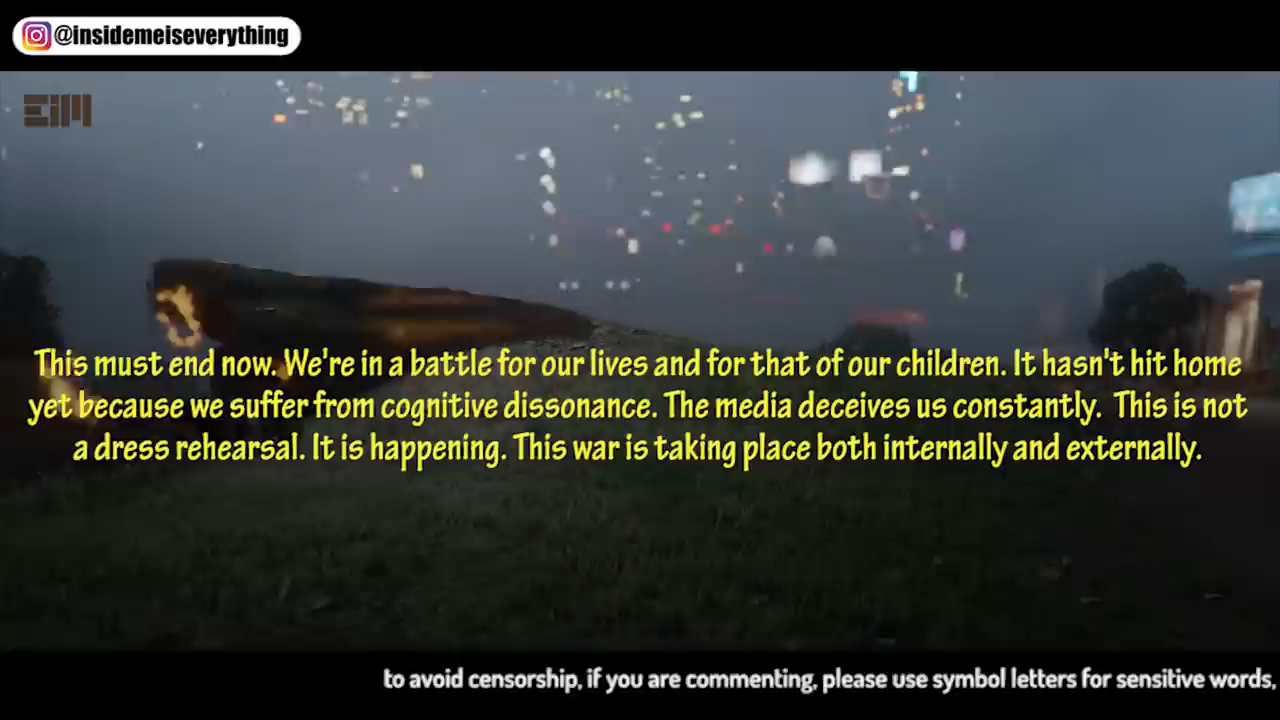 @insidemeiseverything
EiM
This must end now. We're in a battle for our lives and for that of our children. It hasn't hit home
yet because we suffer from cognitive dissonance. The media deceives us constantly.  This is not
a dress rehearsal. It is happening. This war is taking place both internally and externally.
to avoid censorship, if you are commenting, please use symbol letters for sensitive words,